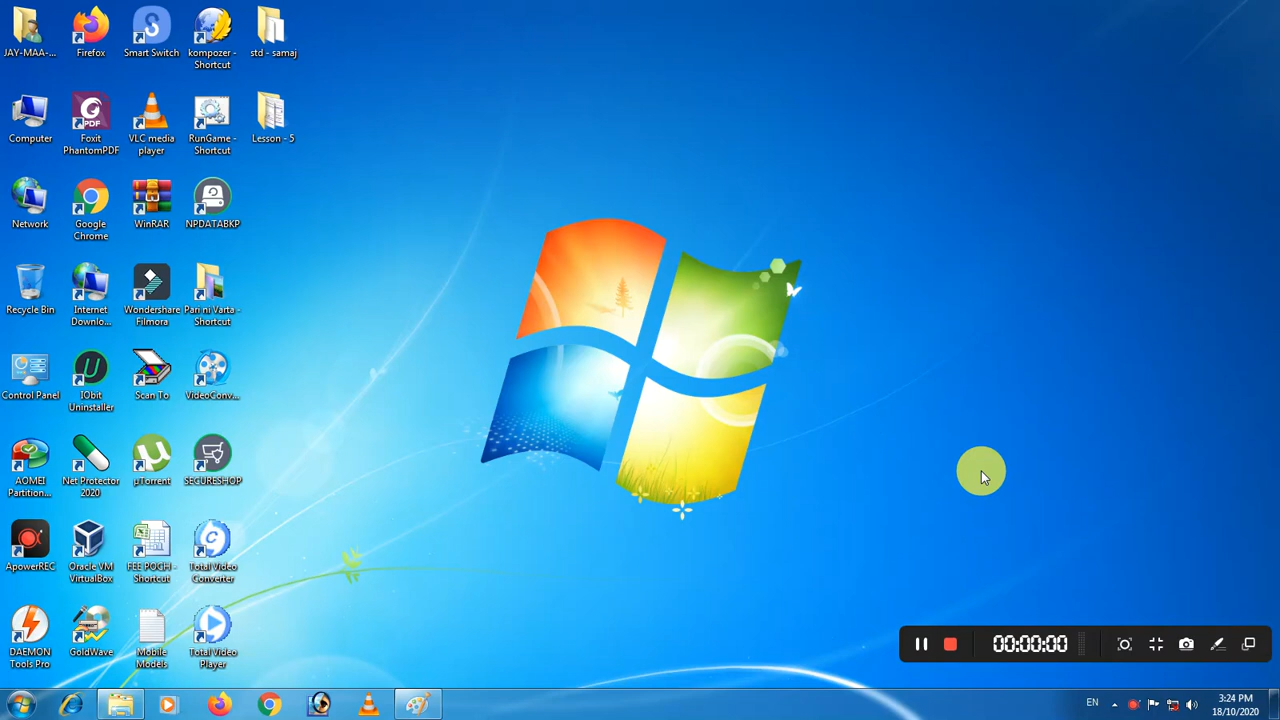 JAY-MAA-...
Firefox
Smart Switch
kompozer -
Shortcut
std - samaj
Computer
Foxit
PhantomPDF
VLC media
player
RunGame -
Shortcut
Lesson - 5
Network
Google
Chrome
WinRAR
NPDATABKP
Recycle Bin
Internet
Downlo...
Wondershare
Filmora
Pari ni Varta -
Shortcut
Control Panel
IObit
Uninstaller
Scan To
VideoConv...
AOMEI
Partition...
Net Protector
2020
µTorrent
SECURESHOP
ApowerREC
Oracle VM
VirtualBox
FEE POCH -
Shortcut
Total Video
Converter
DAEMON
Tools Pro
GoldWave
Mobile
Models
Total Video
Player
00:00:00
EN
3:24 PM
18/10/2020